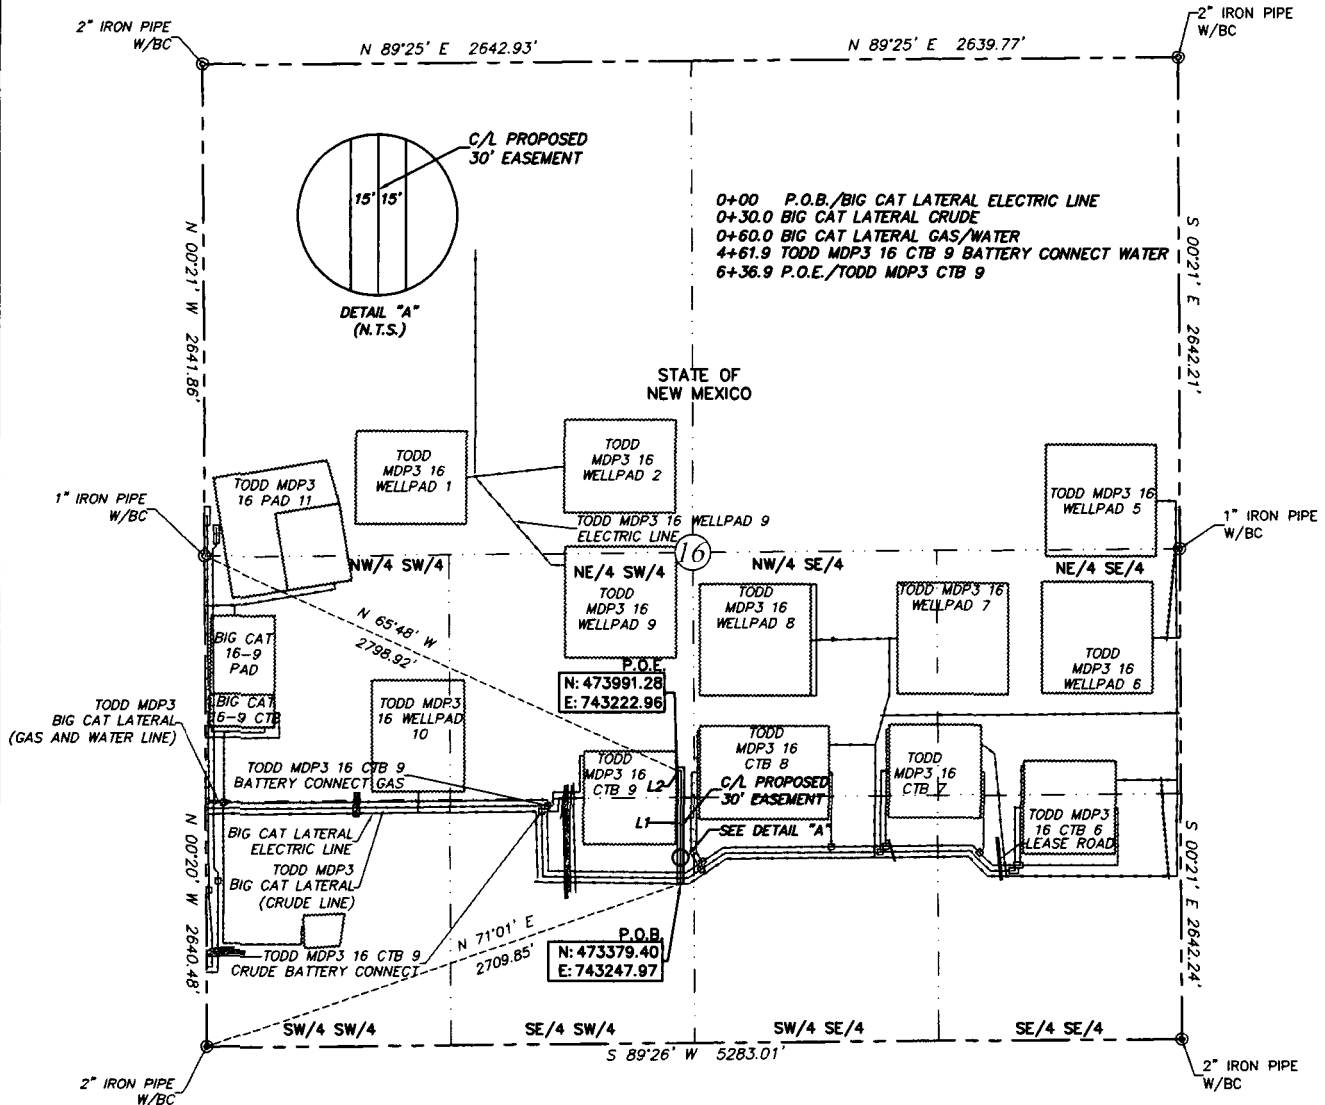 2" IRON PIPE
W/BC
N 89°25' E 2642.93'
N 89°25' E 2639.77'
2" IRON PIPE
W/BC
C/L PROPOSED
30' EASEMENT
15' 15'
DETAIL "A"
(N.T.S.)
0+00 P.O.B./BIG CAT LATERAL ELECTRIC LINE
0+30.0 BIG CAT LATERAL CRUDE
0+60.0 BIG CAT LATERAL GAS/WATER
4+61.9 TODD MDP3 16 CTB 9 BATTERY CONNECT WATER
6+36.9 P.O.E./TODD MDP3 CTB 9
N 00°21' W 2641.86'
S 00°21' E 2642.21'
STATE OF
NEW MEXICO
TODD MDP3
16 PAD 11
TODD
MDP3 16
WELLPAD 1
TODD
MDP3 16
WELLPAD 2
TODD MDP3 16
WELLPAD 5
1" IRON PIPE
W/BC
1" IRON PIPE
W/BC
TODD MDP3 16 WELLPAD 9
ELECTRIC LINE
16
NW/4 SW/4
NE/4 SW/4
NW/4 SE/4
NE/4 SE/4
TODD
MDP3 16
WELLPAD 9
TODD
MDP3 16
WELLPAD 8
TODD MDP3 16
WELLPAD 7
TODD
MDP3 16
WELLPAD 6
N 65°48' W
2798.92'
BIG CAT
16-9
PAD
BIG CAT
16-9 CTB
P.O.E.
N: 473991.28
E: 743222.96
TODD MDP3
BIG CAT LATERAL
(GAS AND WATER LINE)
TODD MDP3
16 WELLPAD
10
TODD MDP3 16 CTB 9
BATTERY CONNECT GAS
TODD
MDP3 16
CTB 9
L2
L1
TODD
MDP3 16
CTB 8
C/L PROPOSED
30' EASEMENT
SEE DETAIL "A"
TODD
MDP3 16
CTB 7
TODD MDP3
16 CTB 6
LEASE ROAD
BIG CAT LATERAL
ELECTRIC LINE
TODD MDP3
BIG CAT LATERAL
(CRUDE LINE)
N 00°20' W 2640.48'
S 00°21' E 2642.24'
N 71°01' E
2709.85'
P.O.B.
N: 473379.40
E: 743247.97
TODD MDP3 16 CTB 9
CRUDE BATTERY CONNECT
SW/4 SW/4
SE/4 SW/4
SW/4 SE/4
SE/4 SE/4
S 89°26' W 5283.01'
2" IRON PIPE
W/BC
2" IRON PIPE
W/BC